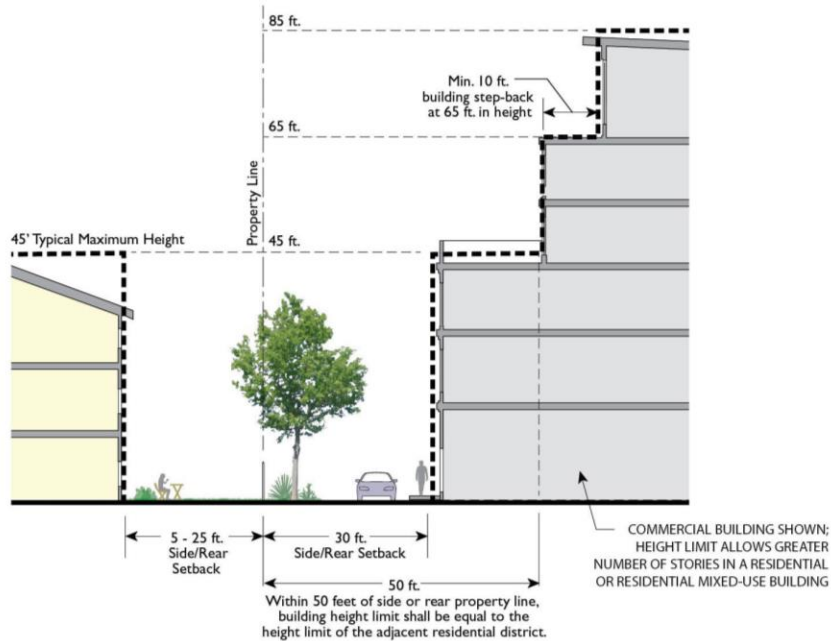 85 ft.
Min. 10 ft.
building step-back
at 65 ft. in height
65 ft.
Property Line
45' Typical Maximum Height
45 ft.
5 - 25 ft.
Side/Rear
Setback
30 ft.
Side/Rear Setback
50 ft.
Within 50 feet of side or rear property line,
building height limit shall be equal to the
height limit of the adjacent residential district.
COMMERCIAL BUILDING SHOWN;
HEIGHT LIMIT ALLOWS GREATER
NUMBER OF STORIES IN A RESIDENTIAL
OR RESIDENTIAL MIXED-USE BUILDING